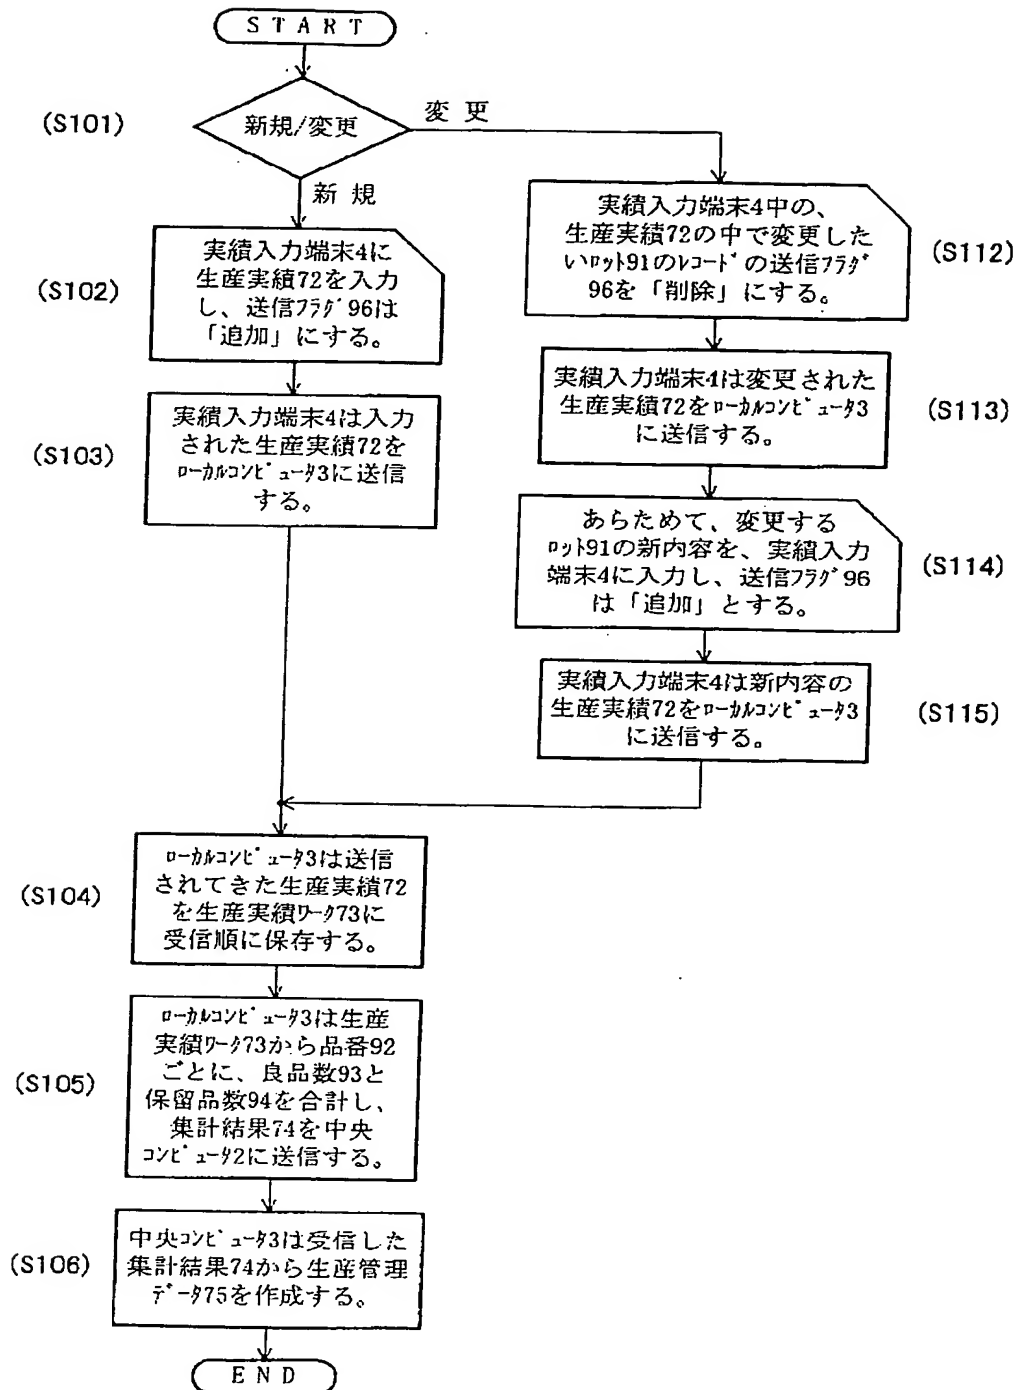 START
(S101)
新規/変更
変更
新規
(S102)
実績入力端末4に
生産実績72を入力
し、送信ﾌﾗｸﾞ96は
「追加」にする。
(S103)
実績入力端末4は入力
された生産実績72を
ﾛｰｶﾙｺﾝﾋﾟｭｰﾀ3に送信
する。
実績入力端末4中の、
生産実績72の中で変更した
いﾛｯﾄ91のﾚｺｰﾄﾞの送信ﾌﾗｸﾞ
96を「削除」にする。
(S112)
実績入力端末4は変更された
生産実績72をﾛｰｶﾙｺﾝﾋﾟｭｰﾀ3
に送信する。
(S113)
あらためて、変更する
ﾛｯﾄ91の新内容を、実績入力
端末4に入力し、送信ﾌﾗｸﾞ96
は「追加」とする。
(S114)
実績入力端末4は新内容の
生産実績72をﾛｰｶﾙｺﾝﾋﾟｭｰﾀ3
に送信する。
(S115)
(S104)
ﾛｰｶﾙｺﾝﾋﾟｭｰﾀ3は送信
されてきた生産実績72
を生産実績ﾜｰｸ73に
受信順に保存する。
(S105)
ﾛｰｶﾙｺﾝﾋﾟｭｰﾀ3は生産
実績ﾜｰｸ73から品番92
ごとに、良品数93と
保留品数94を合計し、
集計結果74を中央
ｺﾝﾋﾟｭｰﾀ2に送信する。
(S106)
中央ｺﾝﾋﾟｭｰﾀ3は受信した
集計結果74から生産管理
ﾃﾞｰﾀ75を作成する。
END